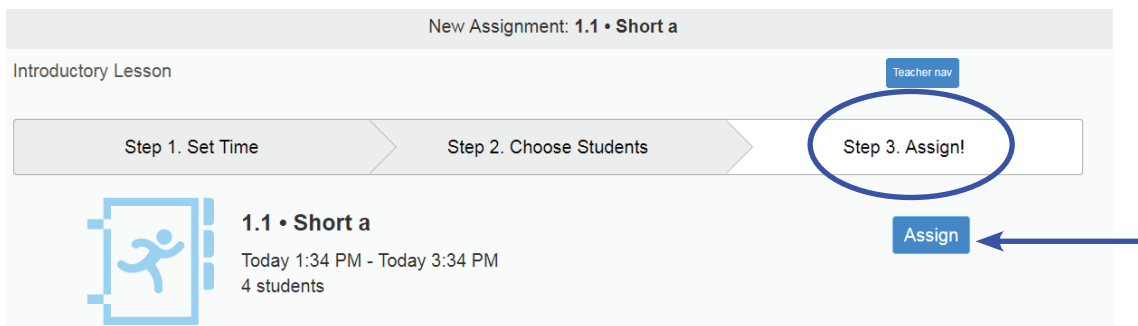 New Assignment: 1.1 • Short a
Introductory Lesson
Teacher nav
Step 1. Set Time
Step 2. Choose Students
Step 3. Assign!
1.1 • Short a
Assign
Today 1:34 PM - Today 3:34 PM
4 students